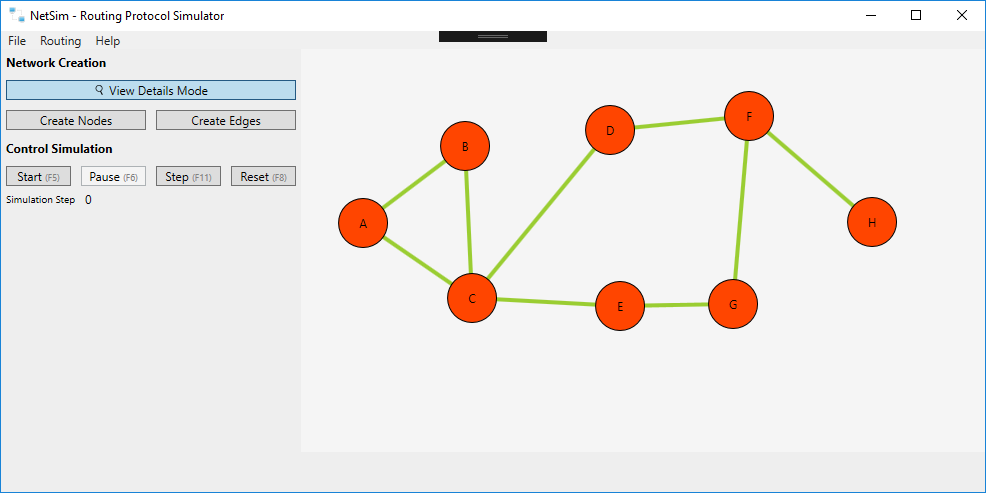 NetSim - Routing Protocol Simulator
File Routing Help
Network Creation
View Details Mode
Create Nodes Create Edges
Control Simulation
Start (F5) Pause (F6) Step (F11) Reset (F8)
Simulation Step 0
F
D
B
A
H
C
E
G